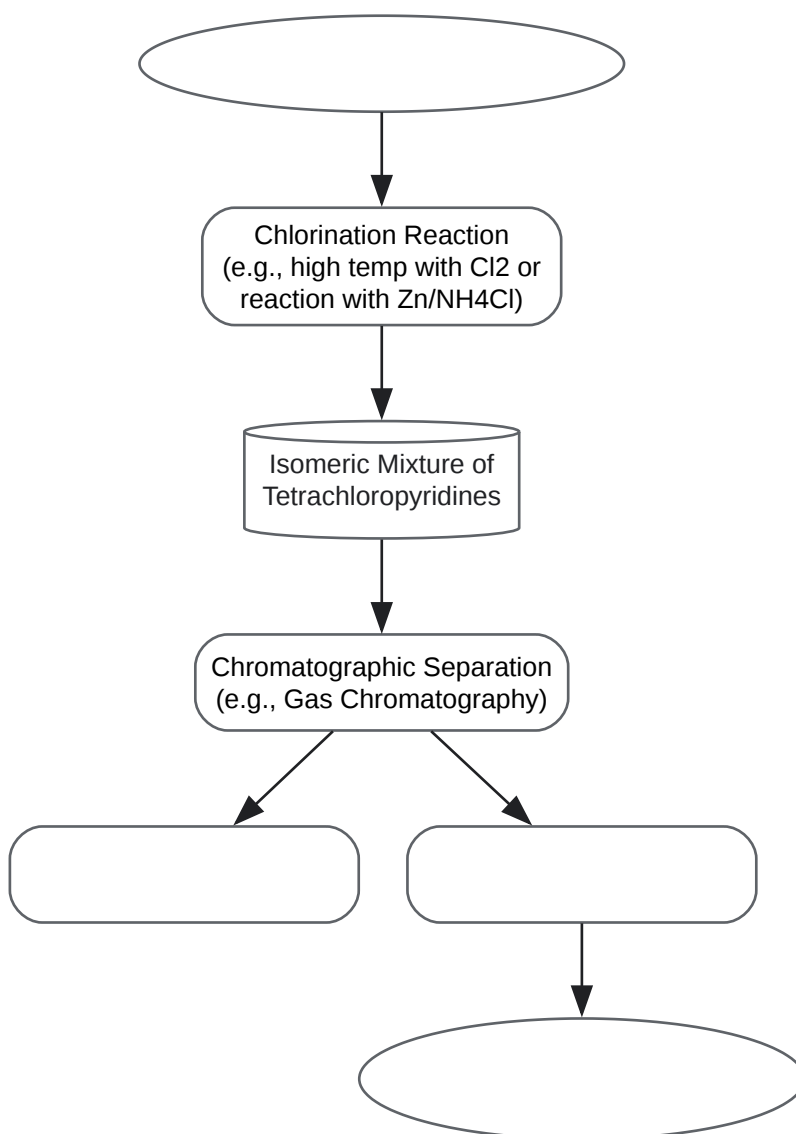 Chlorination Reaction
(e.g., high temp with Cl2 or
reaction with Zn/NH4Cl)
Isomeric Mixture of
Tetrachloropyridines
Chromatographic Separation
(e.g., Gas Chromatography)